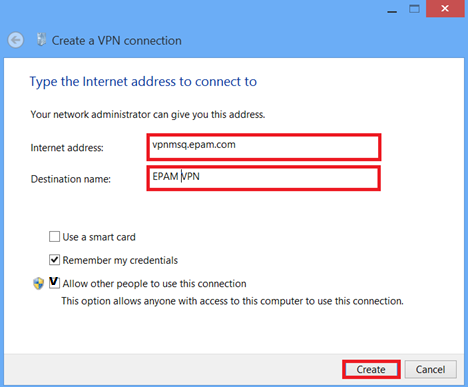 Create a VPN connection
Type the Internet address to connect to
Your network administrator can give you this address.
Internet address: vpnmsq.epam.com
Destination name: EPAM VPN
Use a smart card
Remember my credentials
Allow other people to use this connection
This option allows anyone with access to this computer to use this connection.
Create Cancel